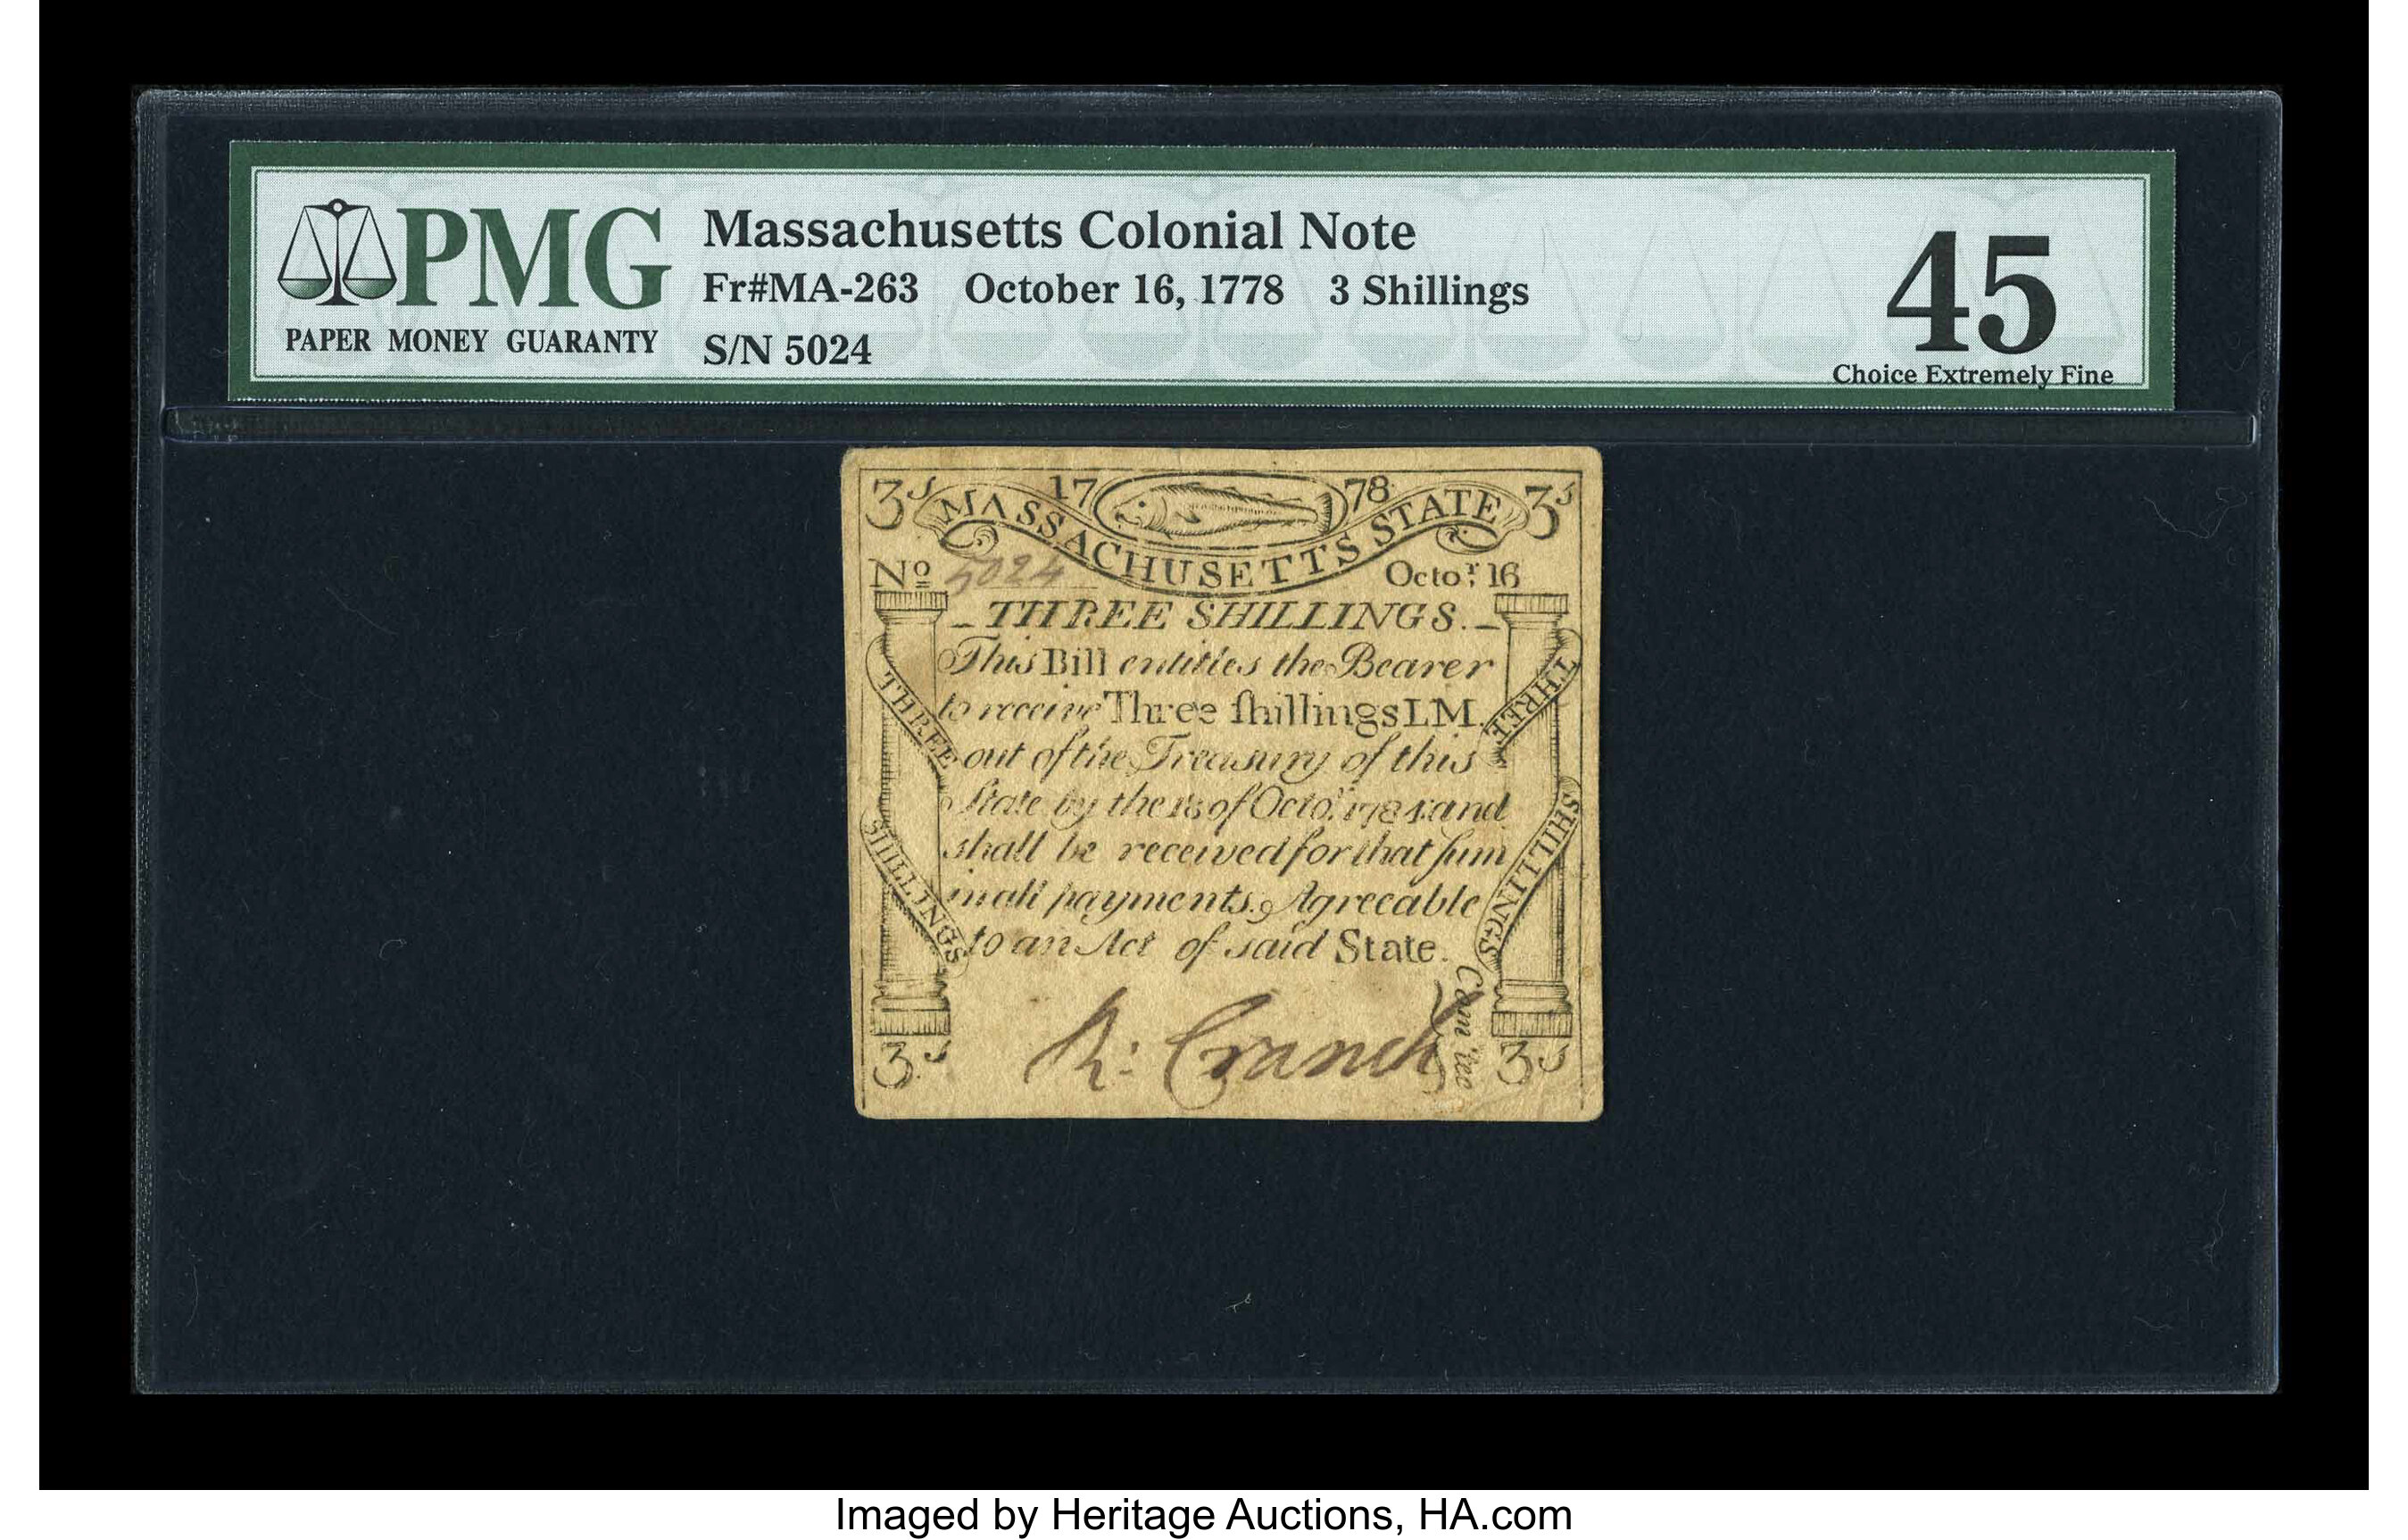 PMG
PAPER MONEY GUARANTY
Massachusetts Colonial Note
Fr#MA-263 October 16, 1778 3 Shillings
S/N 5024
45
Choice Extremely Fine
3s 17 78 3s
MASSACHUSETTS STATE
No 5024 Octor. 16
THREE SHILLINGS.
This Bill entitles the Bearer
to receive Three ſhillings LM.
out of the Treasury of this
State by the 18 of Octor. 1784 and
shall be received for that ſum
in all payments. Agreeable
to an Act of said State.
THREE SHILLINGS
THREE SHILLINGS
R: Cranch
Com'tee
3s 3s
Imaged by Heritage Auctions, HA.com